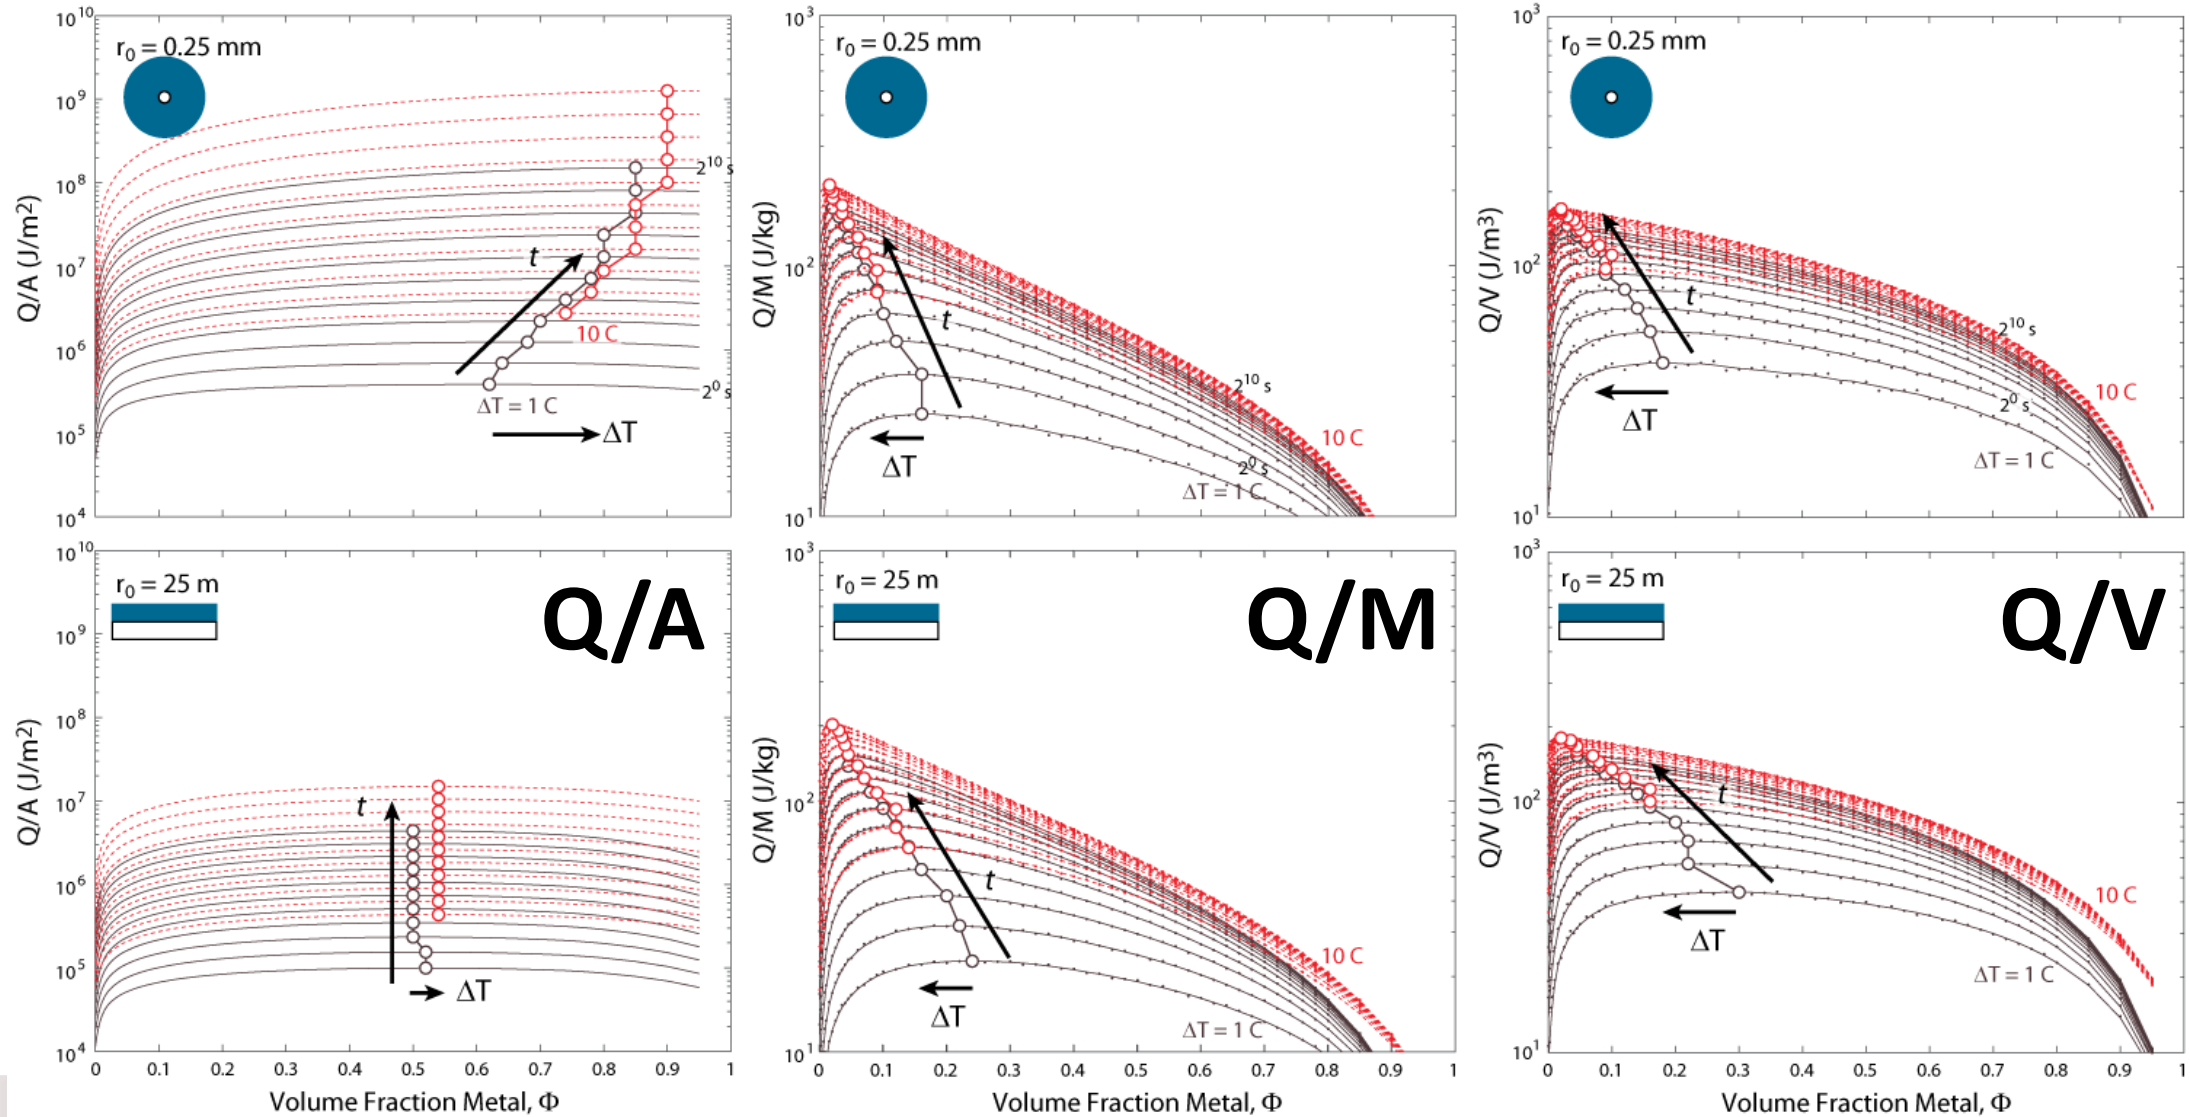 10¹⁰
10⁹
10⁸
10⁷
10⁶
10⁵
10⁴
Q/A (J/m2)
r₀ = 0.25 mm
2¹⁰ s
t
10 C
2⁰ s
ΔT = 1 C
ΔT
10³
10²
10¹
Q/M (J/kg)
r₀ = 0.25 mm
t
2¹⁰ s
10 C
2⁰ s
ΔT = 1 C
ΔT
10³
10²
10¹
Q/V (J/m³)
r₀ = 0.25 mm
t
2¹⁰ s
10 C
2⁰ s
ΔT = 1 C
ΔT
10¹⁰
10⁹
10⁸
10⁷
10⁶
10⁵
10⁴
Q/A (J/m2)
r₀ = 25 m
Q/A
t
ΔT
0 0.1 0.2 0.3 0.4 0.5 0.6 0.7 0.8 0.9 1
Volume Fraction Metal, Φ
10³
10²
10¹
Q/M (J/kg)
r₀ = 25 m
Q/M
t
10 C
ΔT = 1 C
ΔT
0 0.1 0.2 0.3 0.4 0.5 0.6 0.7 0.8 0.9 1
Volume Fraction Metal, Φ
10³
10²
10¹
Q/V (J/m³)
r₀ = 25 m
Q/V
t
10 C
ΔT = 1 C
ΔT
0 0.1 0.2 0.3 0.4 0.5 0.6 0.7 0.8 0.9 1
Volume Fraction Metal, Φ